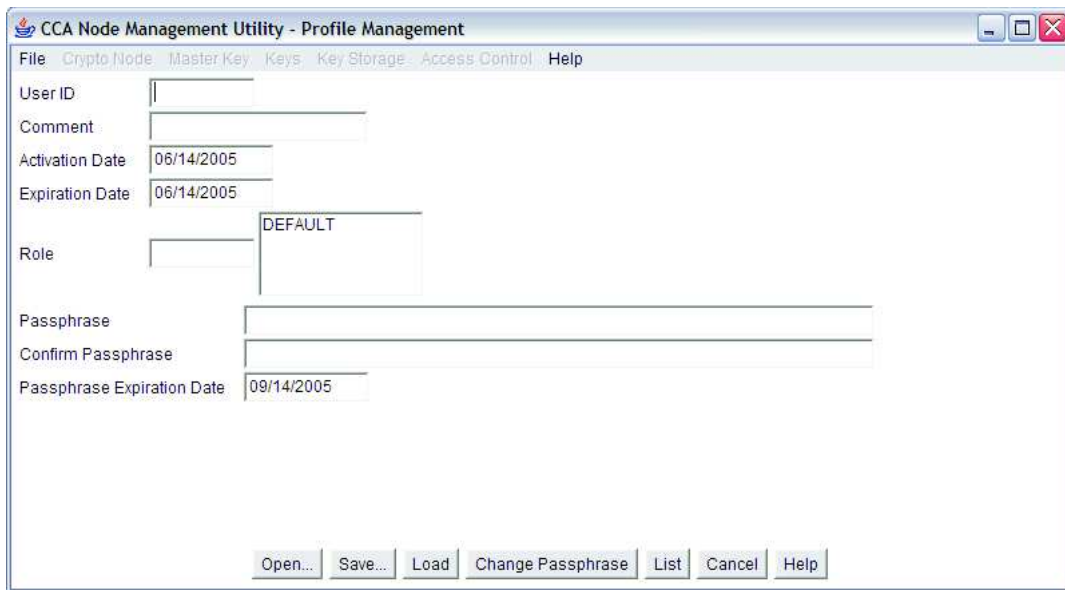 CCA Node Management Utility - Profile Management
File Crypto Node Master Key Keys Key Storage Access Control Help
User ID
Comment
Activation Date 06/14/2005
Expiration Date 06/14/2005
DEFAULT
Role
Passphrase
Confirm Passphrase
Passphrase Expiration Date 09/14/2005
Open... Save... Load Change Passphrase List Cancel Help